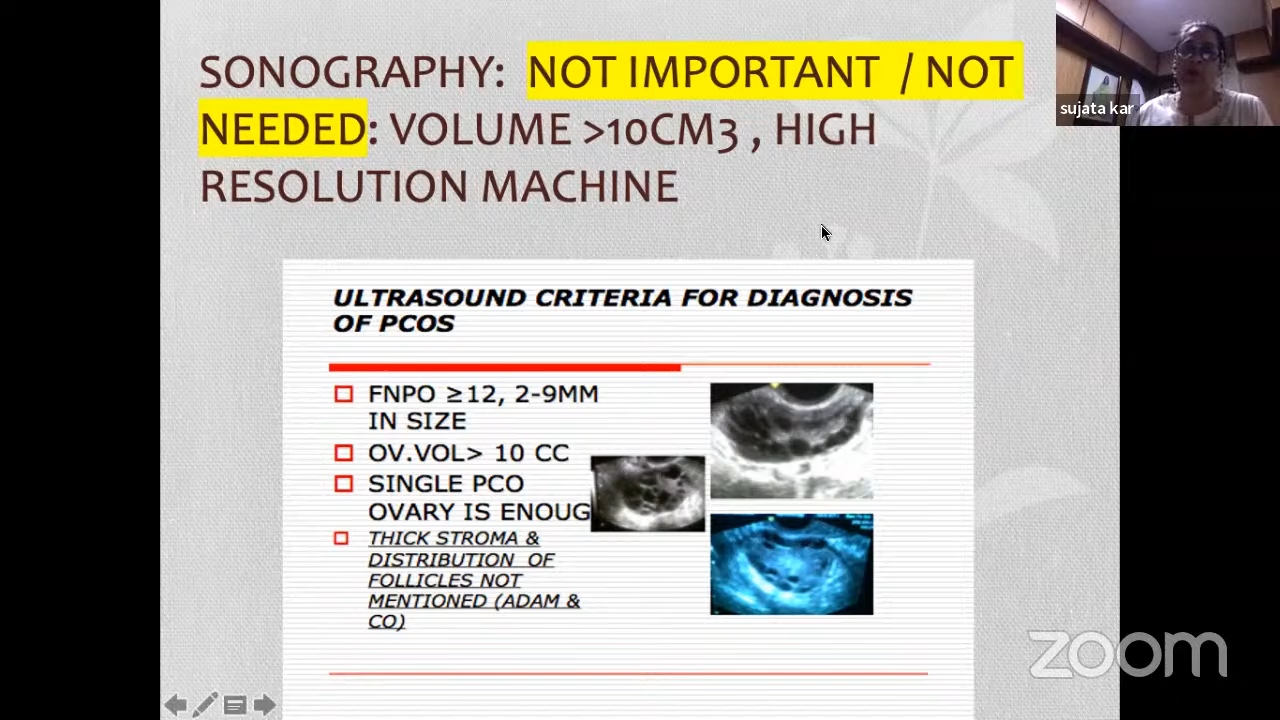 SONOGRAPHY: NOT IMPORTANT / NOT
NEEDED: VOLUME >10CM3 , HIGH
RESOLUTION MACHINE
sujata kar
ULTRASOUND CRITERIA FOR DIAGNOSIS
OF PCOS
FNPO ≥12, 2-9MM
IN SIZE
OV.VOL> 10 CC
SINGLE PCO
OVARY IS ENOUG
THICK STROMA &
DISTRIBUTION OF
FOLLICLES NOT
MENTIONED (ADAM &
CO)
zoom